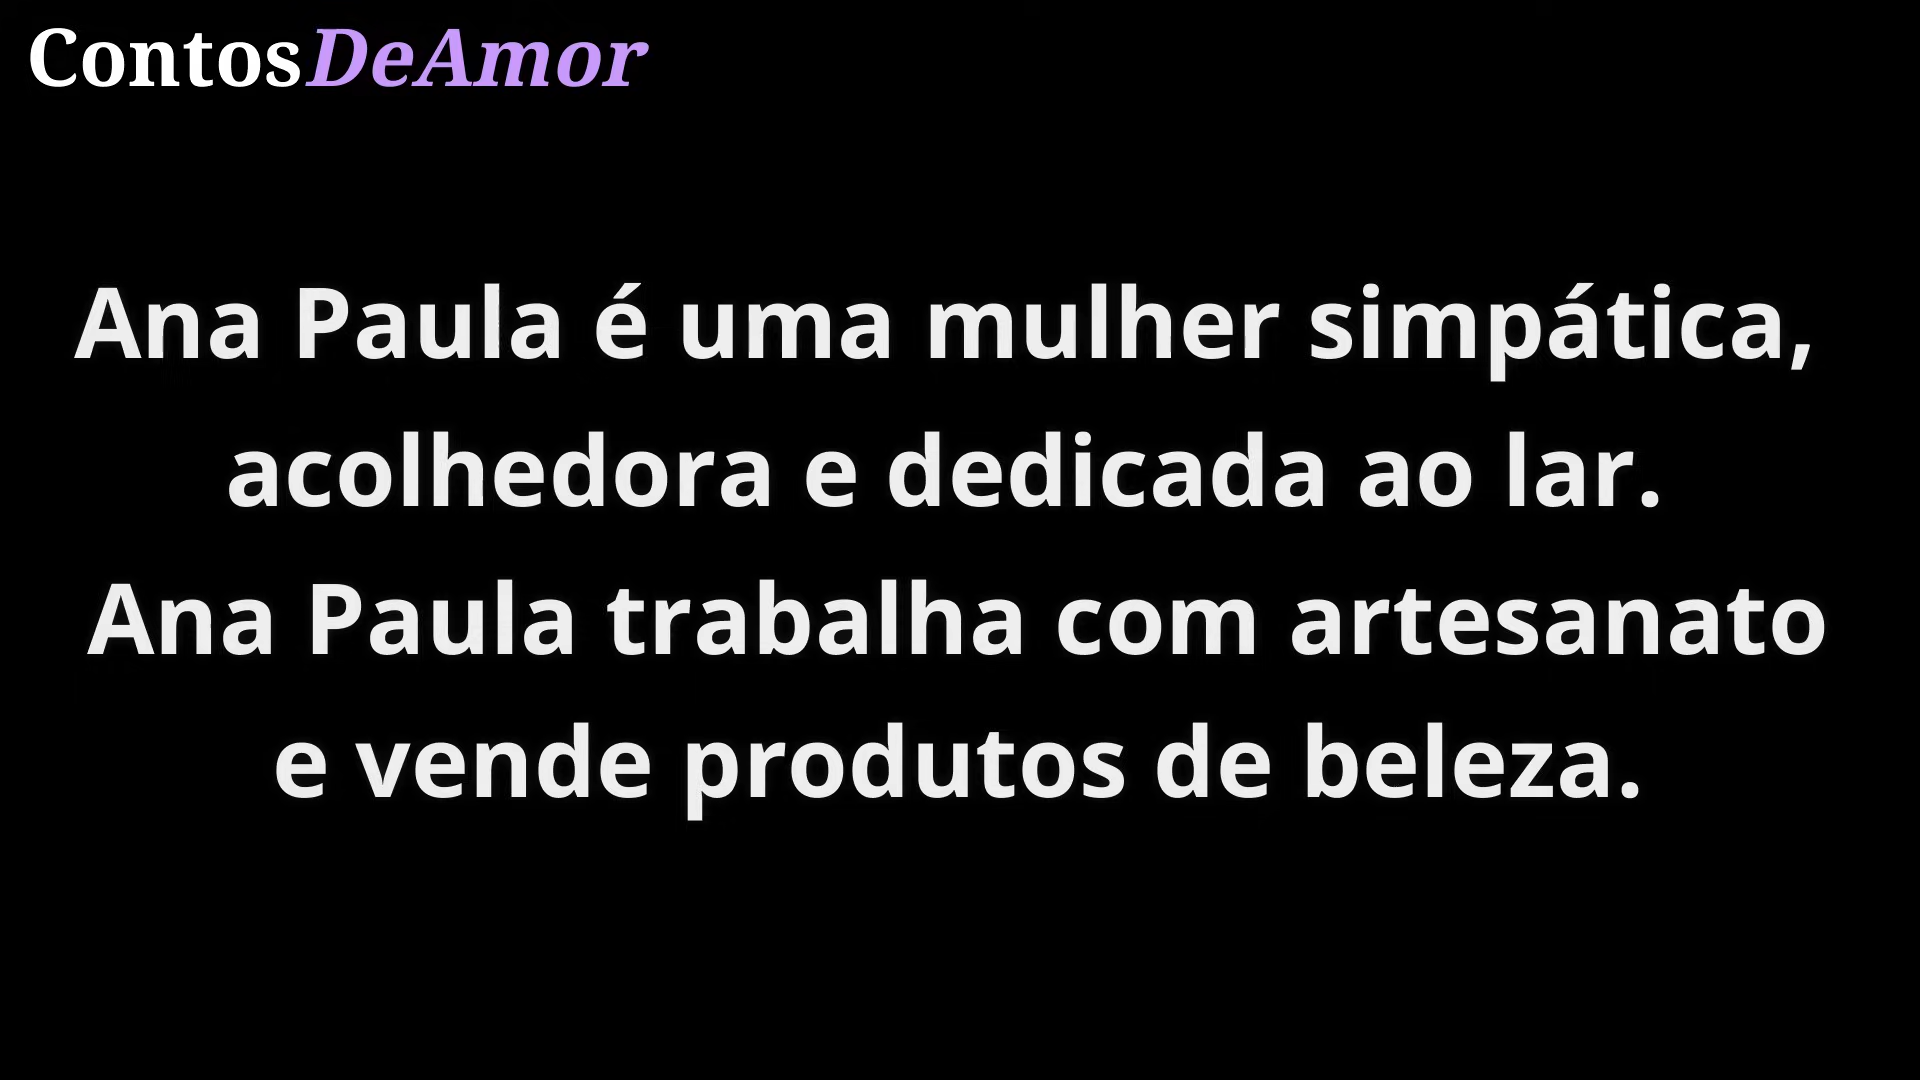 ContosDeAmor
Ana Paula é uma mulher simpática,
acolhedora e dedicada ao lar.
Ana Paula trabalha com artesanato
e vende produtos de beleza.